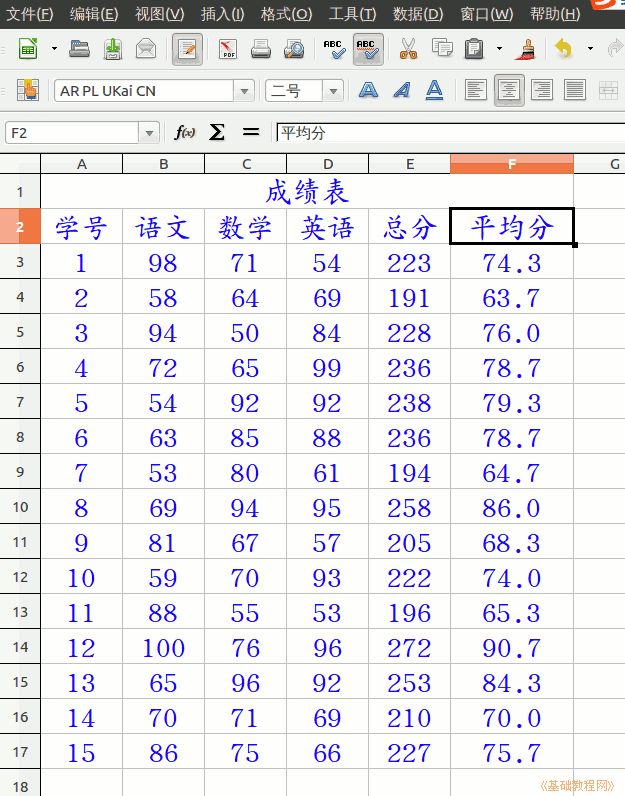 文件(F) 编辑(E) 视图(V) 插入(I) 格式(O) 工具(T) 数据(D) 窗口(W) 帮助(H)
PDF ABC ABC
AR PL UKai CN 二号 A A A
F2 f(x) Σ = 平均分
A B C D E F G
1 成绩表
2 学号 语文 数学 英语 总分 平均分
3 1 98 71 54 223 74.3
4 2 58 64 69 191 63.7
5 3 94 50 84 228 76.0
6 4 72 65 99 236 78.7
7 5 54 92 92 238 79.3
8 6 63 85 88 236 78.7
9 7 53 80 61 194 64.7
10 8 69 94 95 258 86.0
11 9 81 67 57 205 68.3
12 10 59 70 93 222 74.0
13 11 88 55 53 196 65.3
14 12 100 76 96 272 90.7
15 13 65 96 92 253 84.3
16 14 70 71 69 210 70.0
17 15 86 75 66 227 75.7
18
《基础教程网》